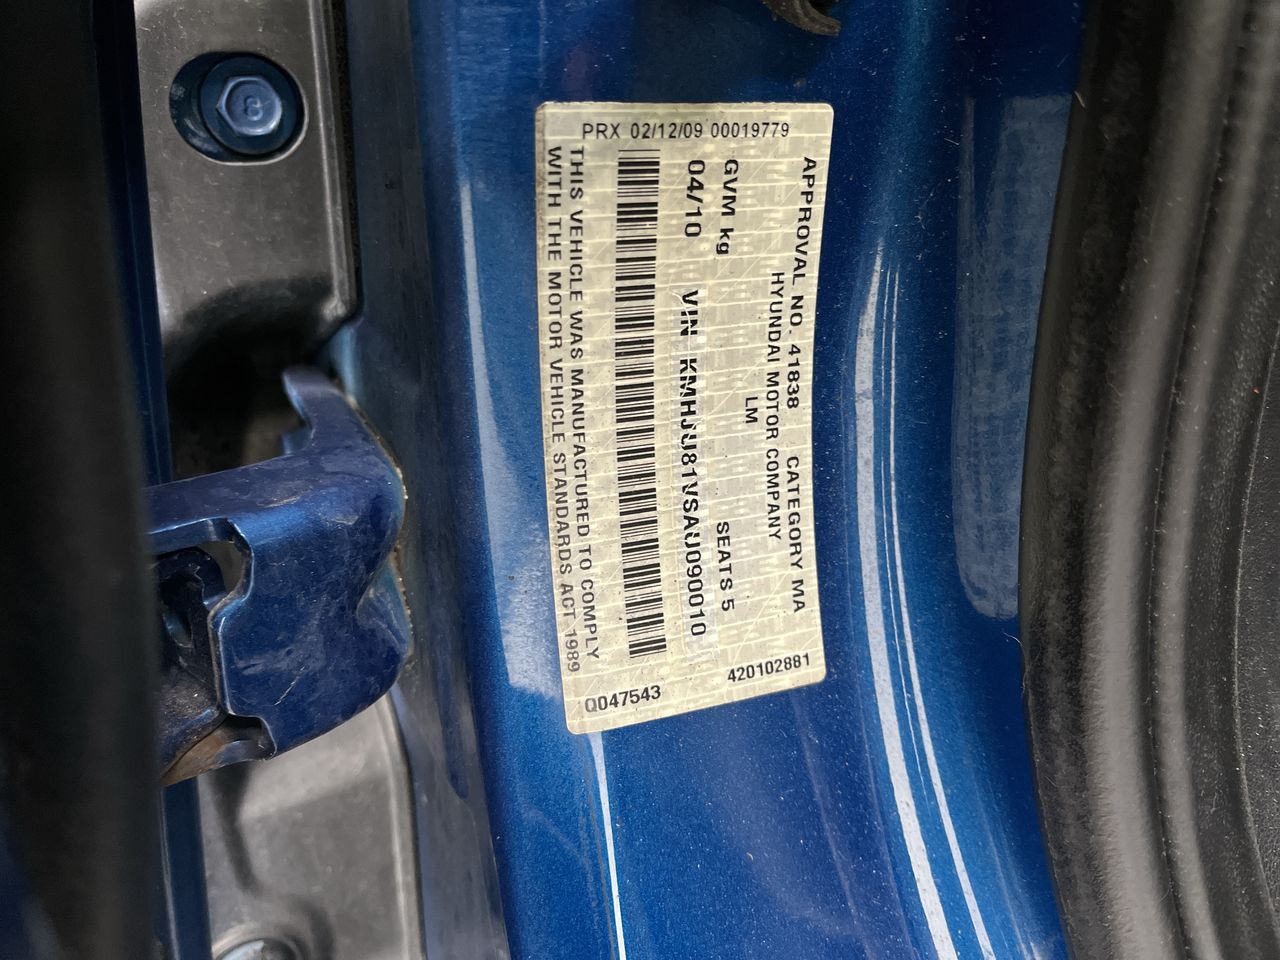 PRX 02/12/09 00019779
APPROVAL NO. 41838 CATEGORY MA
HYUNDAI MOTOR COMPANY
LM
GVM kg SEATS 5
04/10 VIN KMHJU81VSAU090010
THIS VEHICLE WAS MANUFACTURED TO COMPLY
WITH THE MOTOR VEHICLE STANDARDS ACT 1989
Q047543
420102881
8